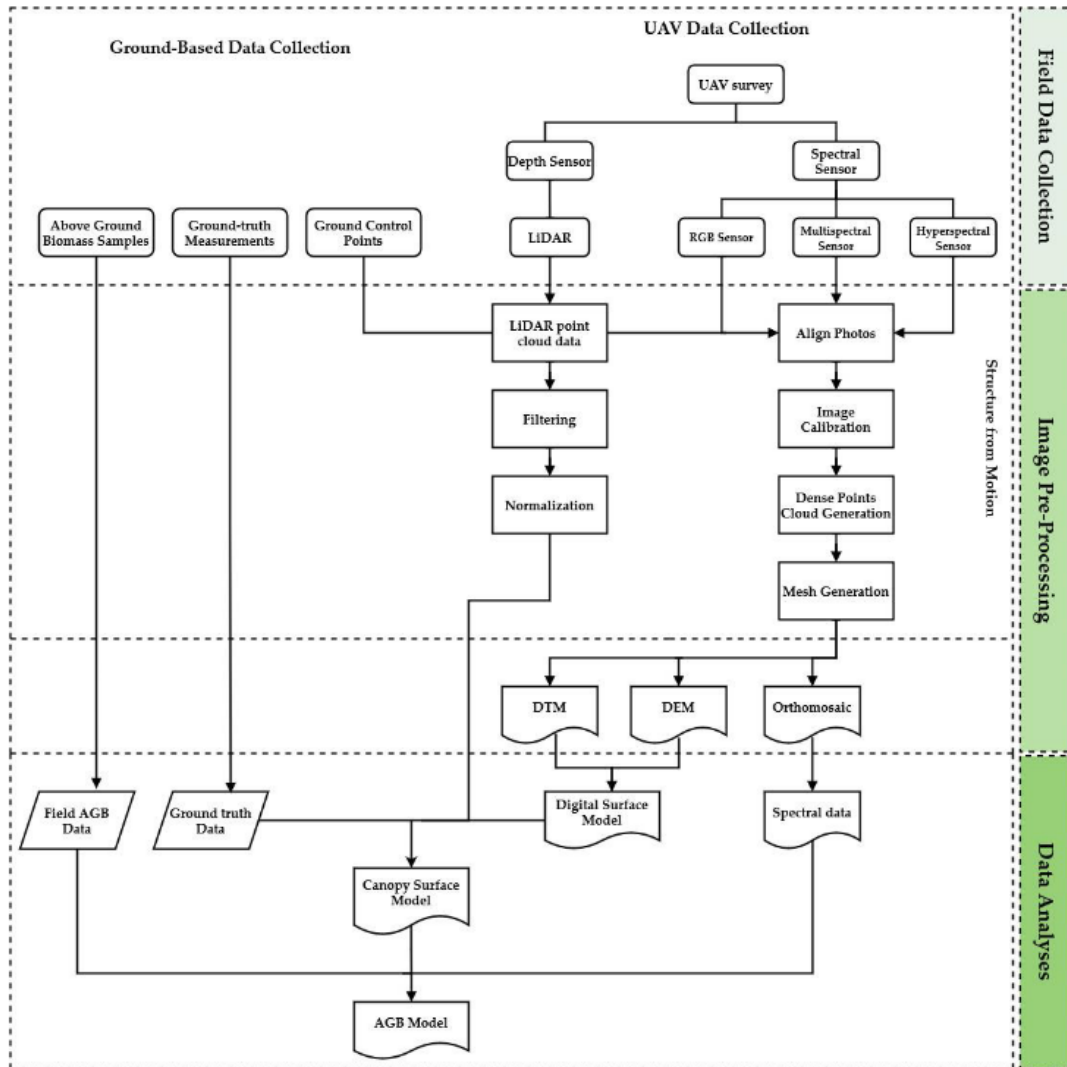 Ground-Based Data Collection
UAV Data Collection
UAV survey
Depth Sensor
Spectral
Sensor
Above Ground
Biomass Samples
Ground-truth
Measurements
Ground Control
Points
LiDAR
RGB Sensor
Multispectral
Sensor
Hyperspectral
Sensor
Field Data Collection
LiDAR point
cloud data
Align Photos
Filtering
Image
Calibration
Normalization
Dense Points
Cloud Generation
Mesh Generation
Structure from Motion
Image Pre-Processing
DTM
DEM
Orthomosaic
Field AGB
Data
Ground truth
Data
Digital Surface
Model
Spectral data
Canopy Surface
Model
AGB Model
Data Analyses